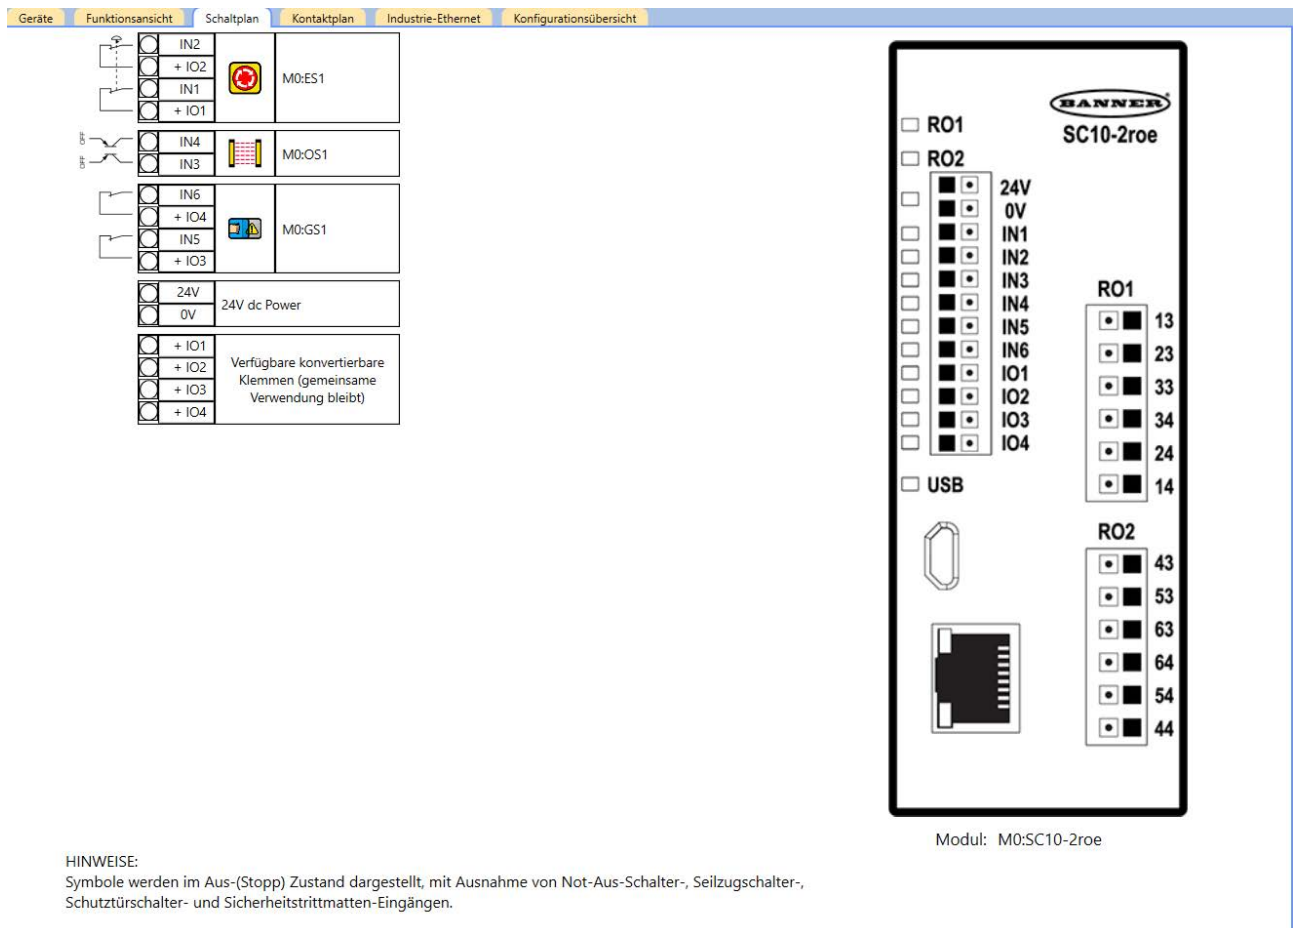 Geräte Funktionsansicht Schaltplan Kontaktplan Industrie-Ethernet Konfigurationsübersicht
IN2
+ IO2
IN1
+ IO1
M0:ES1
OFF
OFF
IN4
IN3
M0:OS1
IN6
+ IO4
IN5
+ IO3
M0:GS1
24V
0V
24V dc Power
+ IO1
+ IO2
+ IO3
+ IO4
Verfügbare konvertierbare
Klemmen (gemeinsame
Verwendung bleibt)
BANNER
SC10-2roe
RO1
RO2
24V
0V
IN1
IN2
IN3
IN4
IN5
IN6
IO1
IO2
IO3
IO4
USB
RO1
13
23
33
34
24
14
RO2
43
53
63
64
54
44
Modul: M0:SC10-2roe
HINWEISE:
Symbole werden im Aus-(Stopp) Zustand dargestellt, mit Ausnahme von Not-Aus-Schalter-, Seilzugschalter-,
Schutztürschalter- und Sicherheitstrittmatten-Eingängen.